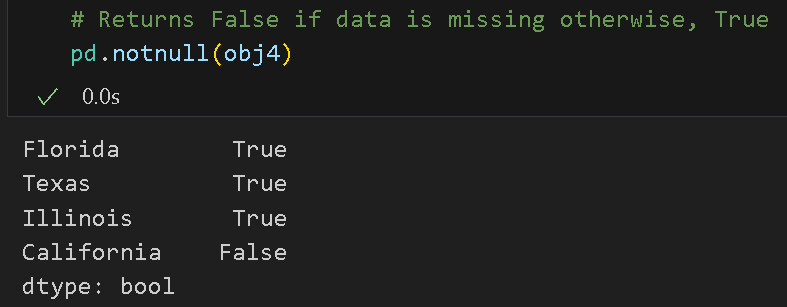 # Returns False if data is missing otherwise, True
pd.notnull(obj4)
0.0s
Florida True
Texas True
Illinois True
California False
dtype: bool